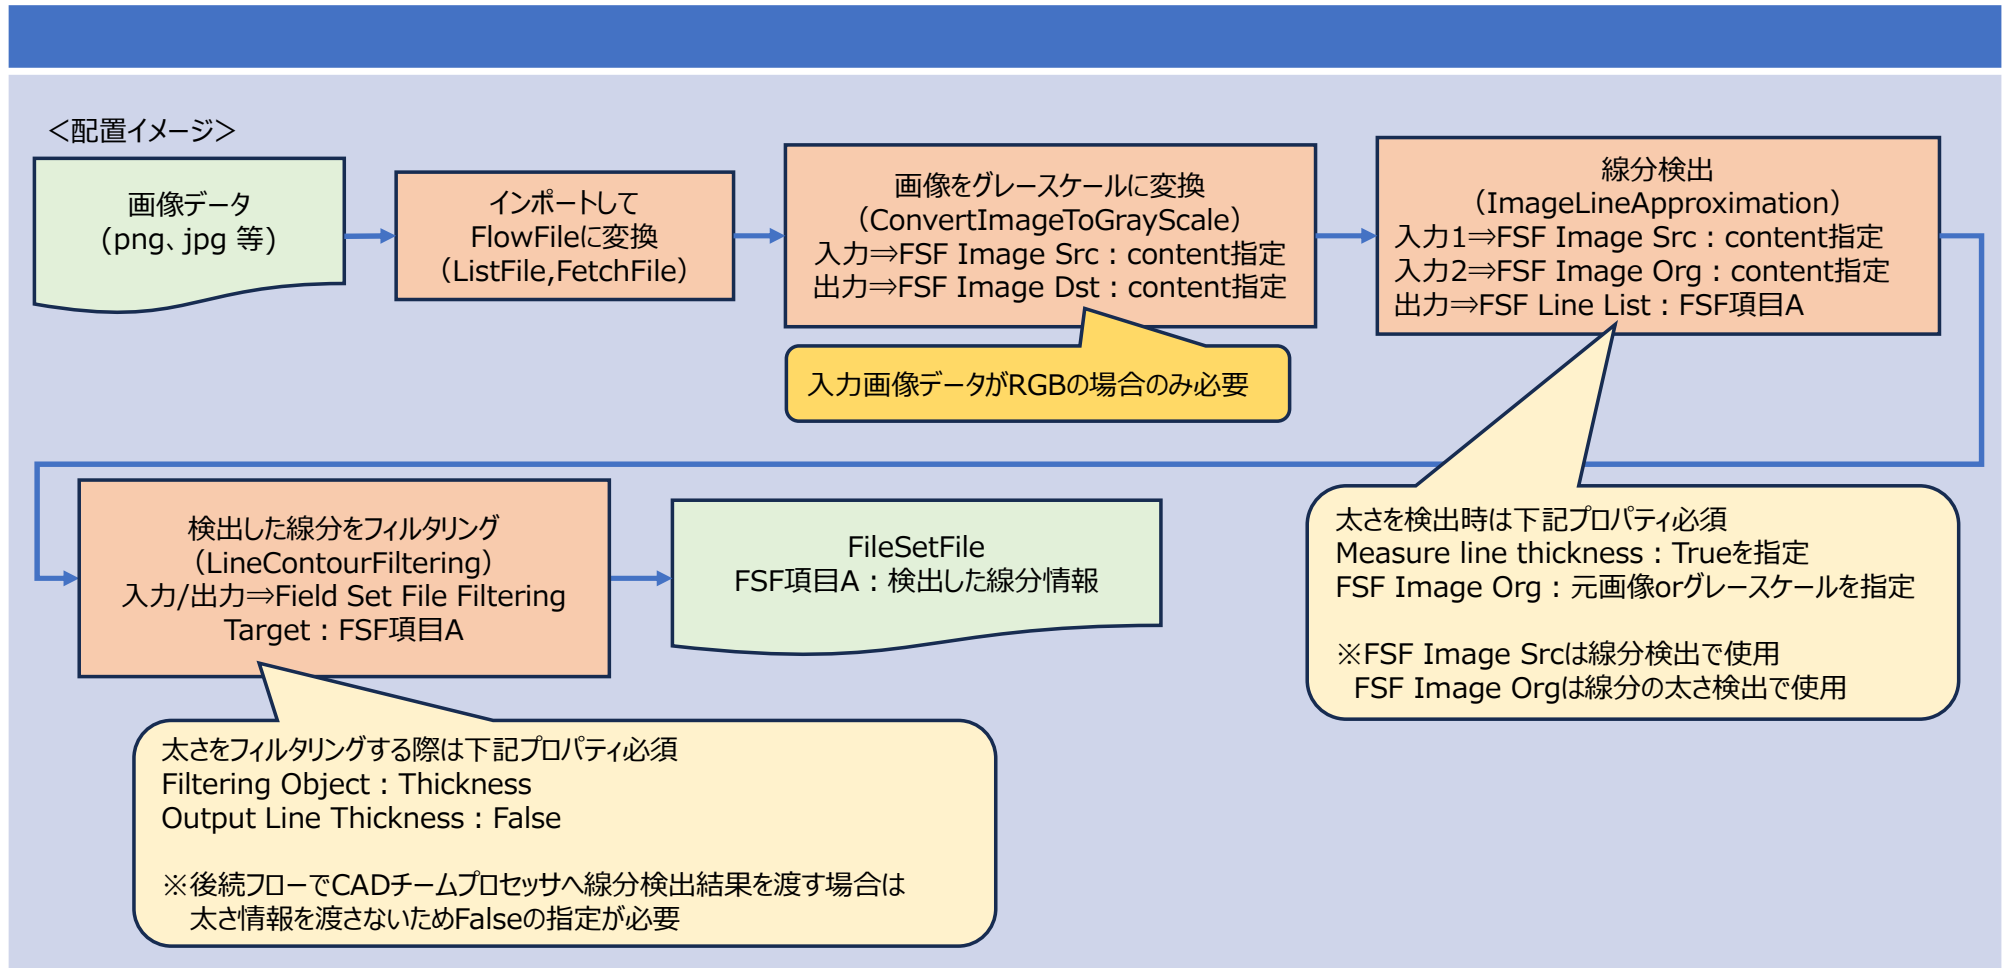 ＜配置イメージ＞
画像データ
(png、jpg 等)
インポートして
FlowFileに変換
（ListFile,FetchFile）
画像をグレースケールに変換
（ConvertImageToGrayScale）
入力⇒FSF Image Src：content指定
出力⇒FSF Image Dst：content指定
入力画像データがRGBの場合のみ必要
線分検出
（ImageLineApproximation）
入力1⇒FSF Image Src：content指定
入力2⇒FSF Image Org：content指定
出力⇒FSF Line List：FSF項目A
太さを検出時は下記プロパティ必須
Measure line thickness：Trueを指定
FSF Image Org：元画像orグレースケールを指定
※FSF Image Srcは線分検出で使用
FSF Image Orgは線分の太さ検出で使用
検出した線分をフィルタリング
（LineContourFiltering）
入力/出力⇒Field Set File Filtering
Target：FSF項目A
FileSetFile
FSF項目A：検出した線分情報
太さをフィルタリングする際は下記プロパティ必須
Filtering Object：Thickness
Output Line Thickness：False
※後続フローでCADチームプロセッサへ線分検出結果を渡す場合は
太さ情報を渡さないためFalseの指定が必要